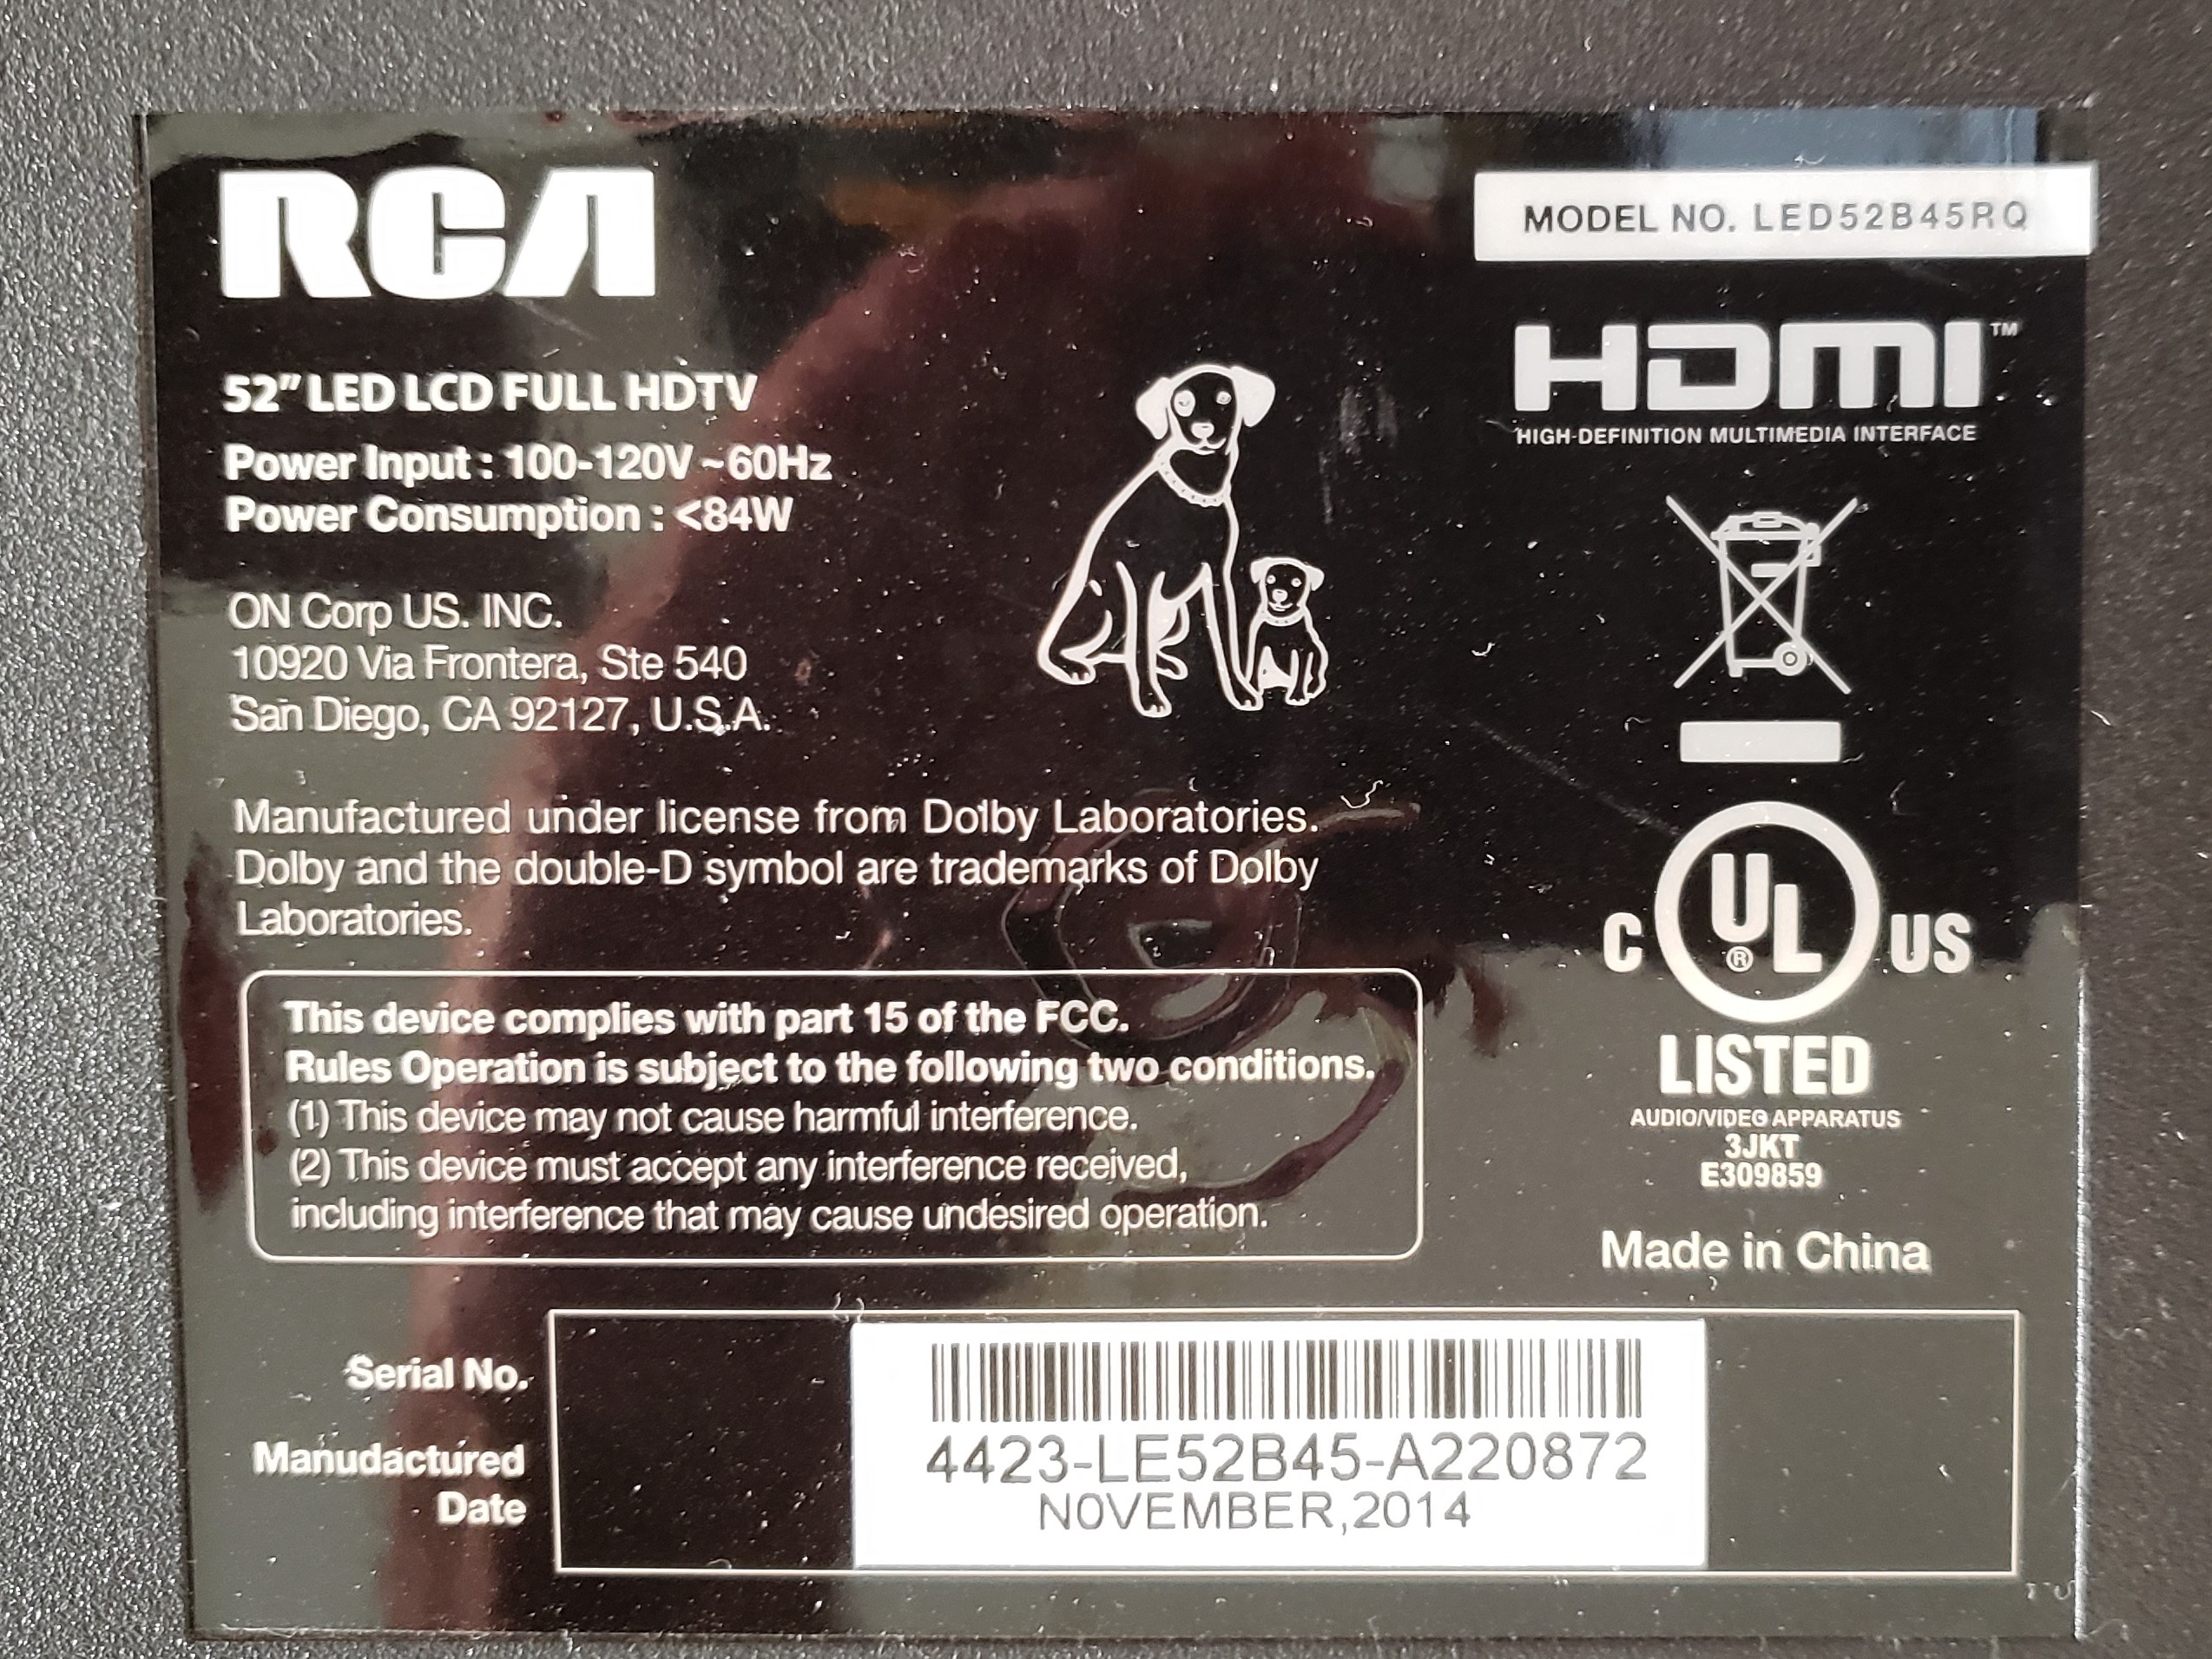 RCA
MODEL NO. LED52B45RQ
52" LED LCD FULL HDTV
Power Input : 100-120V ~60Hz
Power Consumption : <84W
HDMI™
HIGH-DEFINITION MULTIMEDIA INTERFACE
ON Corp US. INC.
10920 Via Frontera, Ste 540
San Diego, CA 92127, U.S.A.
Manufactured under license from Dolby Laboratories.
Dolby and the double-D symbol are trademarks of Dolby
Laboratories.
C UL® US
LISTED
AUDIO/VIDEO APPARATUS
3JKT
E309859
Made in China
This device complies with part 15 of the FCC.
Rules Operation is subject to the following two conditions.
(1) This device may not cause harmful interference.
(2) This device must accept any interference received,
including interference that may cause undesired operation.
Serial No.
4423-LE52B45-A220872
Manudactured
Date
NOVEMBER,2014